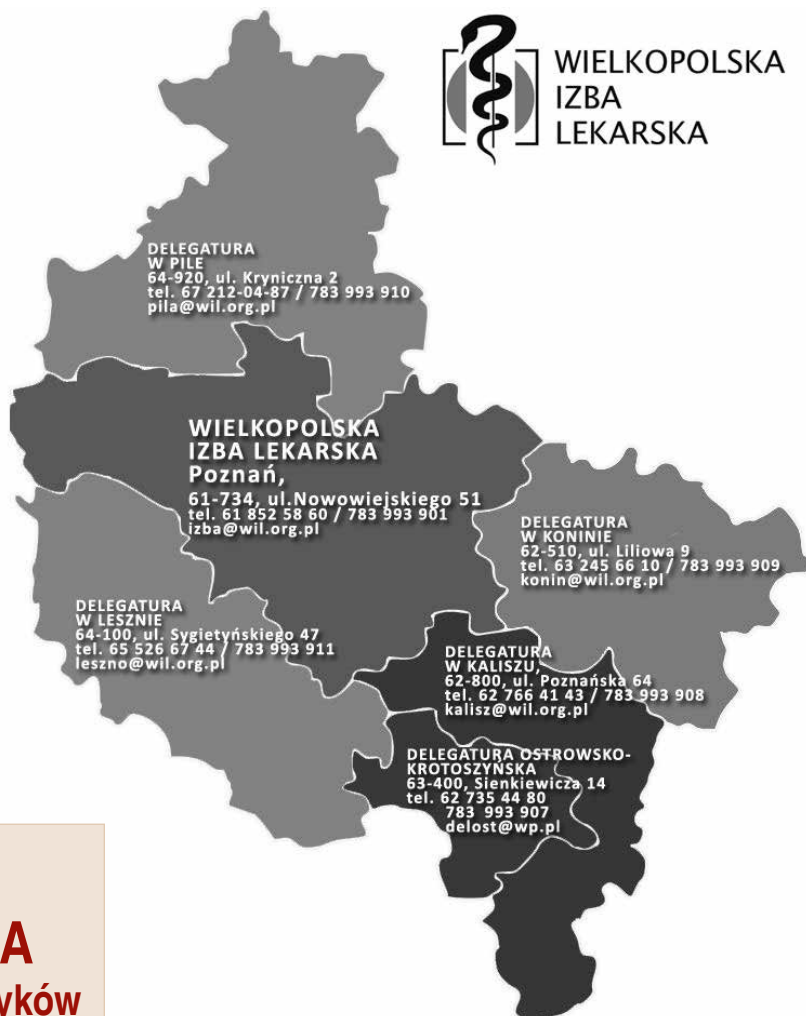 WIELKOPOLSKA
IZBA
LEKARSKA
DELEGATURA
W PILE
64-920, ul. Kryniczna 2
tel. 67 212-04-87 / 783 993 910
pila@wil.org.pl
WIELKOPOLSKA
IZBA LEKARSKA
Poznań,
61-734, ul.Nowowiejskiego 51
tel. 61 852 58 60 / 783 993 901
izba@wil.org.pl
DELEGATURA
W KONINIE
62-510, ul. Liliowa 9
tel. 63 245 66 10 / 783 993 909
konin@wil.org.pl
DELEGATURA
W LESZNIE
64-100, ul. Sygietyńskiego 47
tel. 65 526 67 44 / 783 993 911
leszno@wil.org.pl
DELEGATURA
W KALISZU,
62-800, ul. Poznańska 64
tel. 62 766 41 43 / 783 993 908
kalisz@wil.org.pl
DELEGATURA OSTROWSKO-
KROTOSZYŃSKA
63-400, Sienkiewicza 14
tel. 62 735 44 80
783 993 907
delost@wp.pl
A
yków